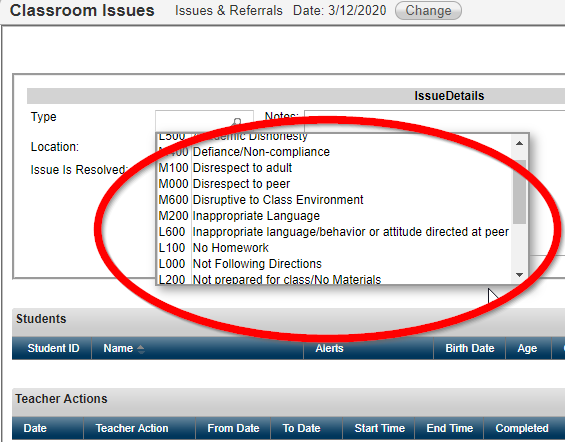 Classroom Issues Issues & Referrals Date: 3/12/2020 Change
IssueDetails
Type Notes:
Location:
Issue Is Resolved:
L500 Academic Dishonesty
M400 Defiance/Non-compliance
M100 Disrespect to adult
M000 Disrespect to peer
M600 Disruptive to Class Environment
M200 Inappropriate Language
L600 Inappropriate language/behavior or attitude directed at peer
L100 No Homework
L000 Not Following Directions
L200 Not prepared for class/No Materials
Students
Student ID Name Alerts Birth Date Age
Teacher Actions
Date Teacher Action From Date To Date Start Time End Time Completed